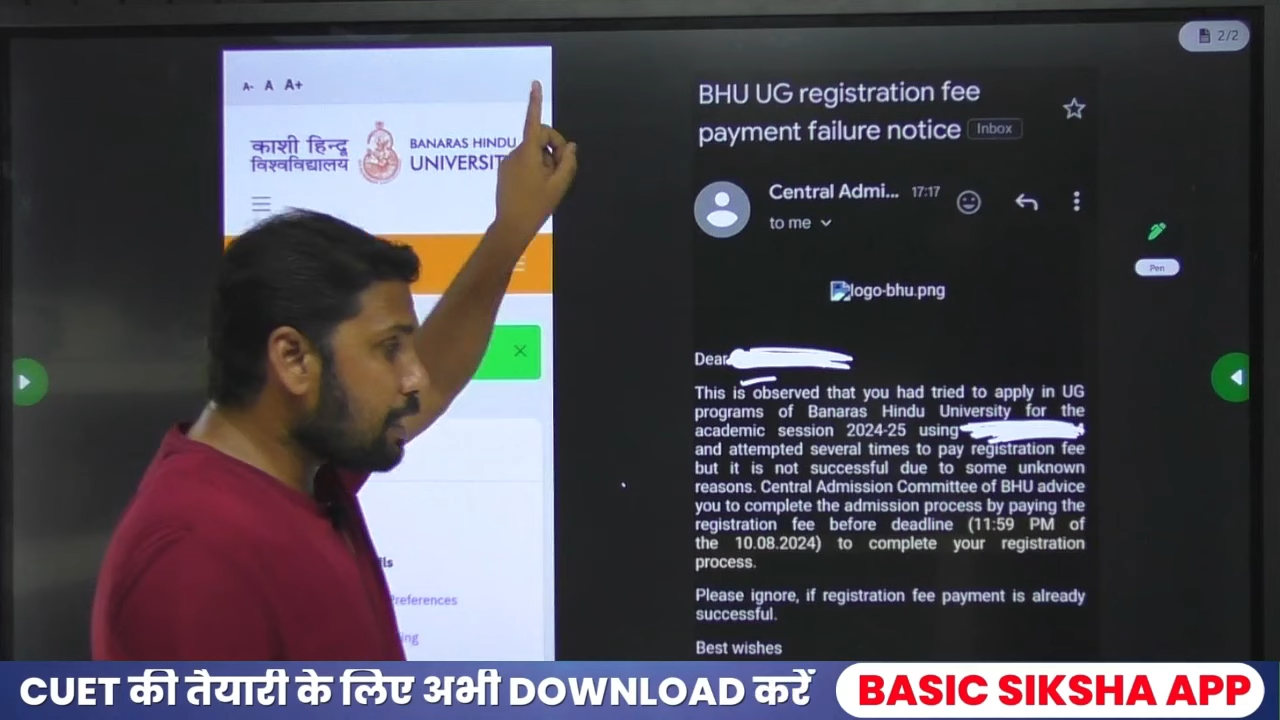 2/2
A- A A+
काशी हिन्दू
विश्वविद्यालय
BANARAS HINDU
UNIVERSITY
BHU UG registration fee
payment failure notice Inbox
Central Admi... 17:17
to me
Pen
logo-bhu.png
Dear
This is observed that you had tried to apply in UG
programs of Banaras Hindu University for the
academic session 2024-25 using
and attempted several times to pay registration fee
but it is not successful due to some unknown
reasons. Central Admission Committee of BHU advice
you to complete the admission process by paying the
registration fee before deadline (11:59 PM of
the 10.08.2024) to complete your registration
process.
Please ignore, if registration fee payment is already
successful.
Best wishes
Preferences
CUET की तैयारी के लिए अभी DOWNLOAD करें
BASIC SIKSHA APP